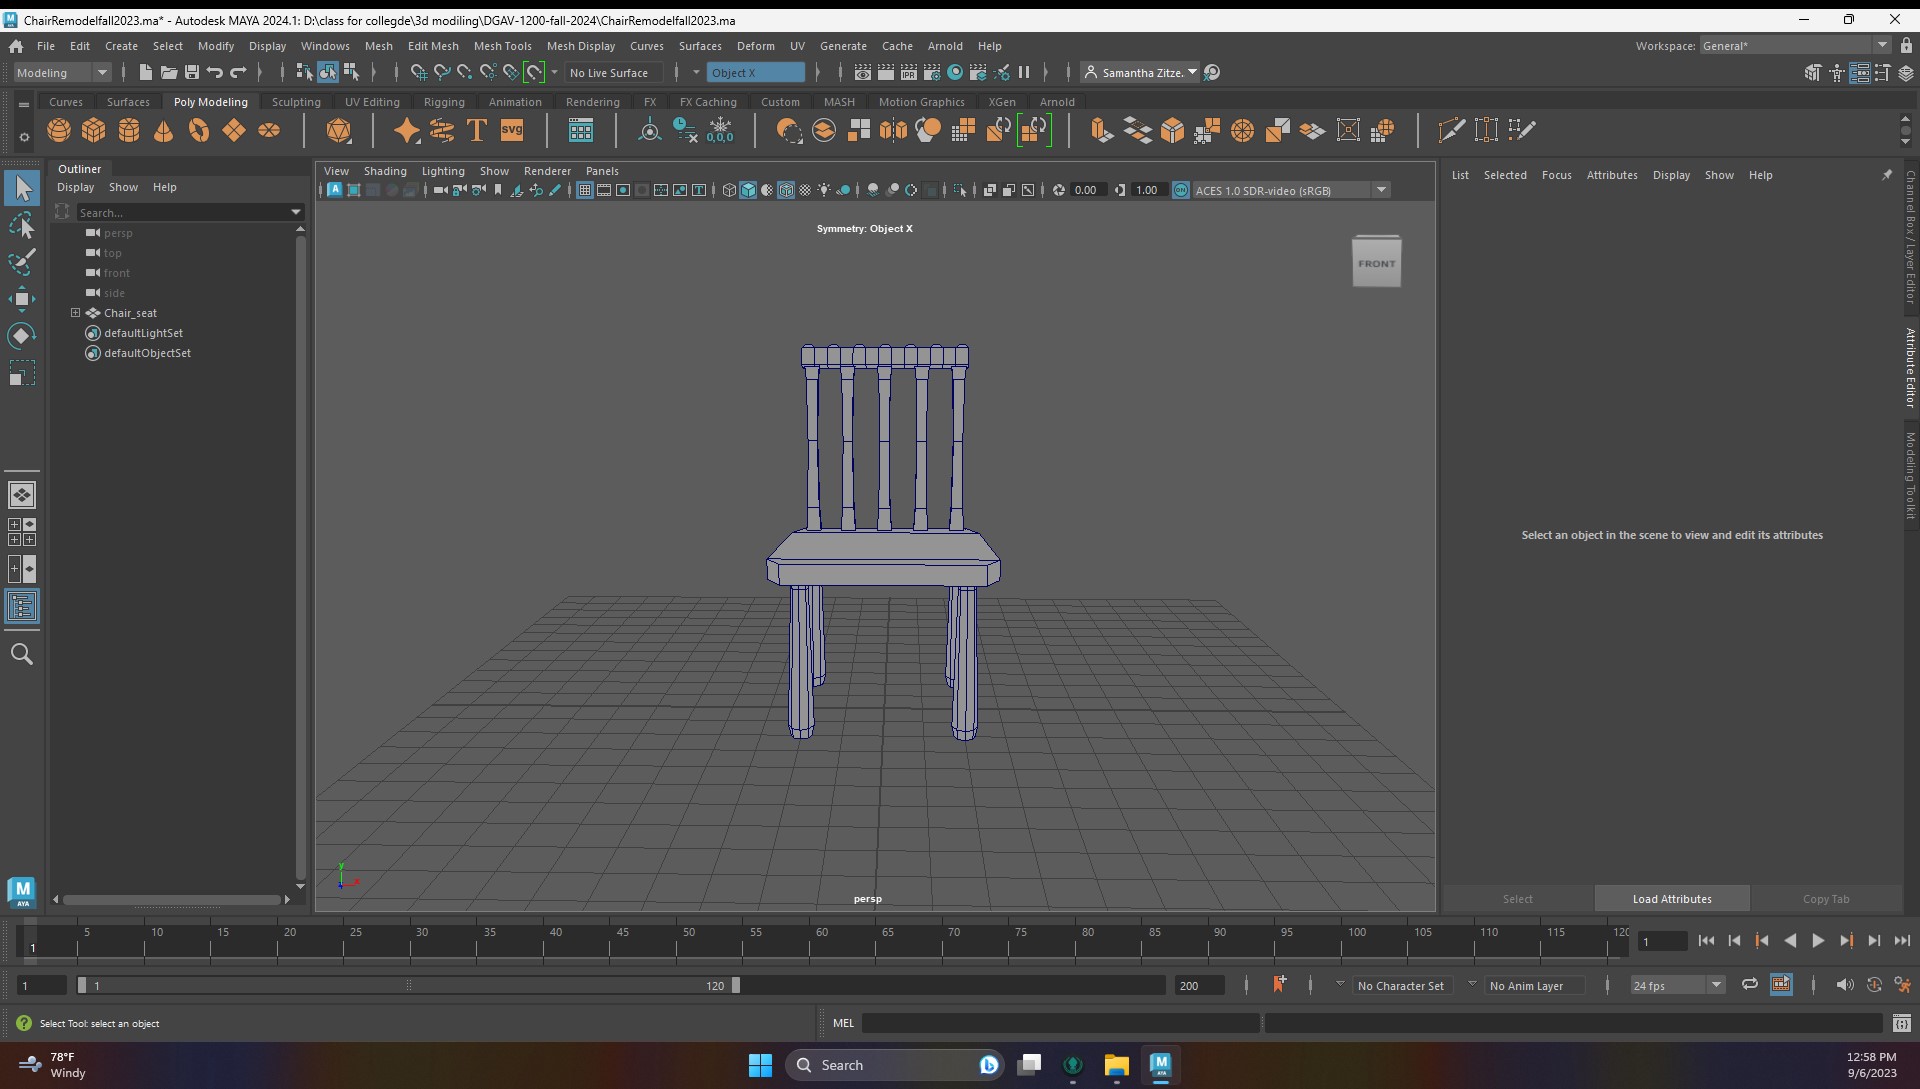 ChairRemodelfall2023.ma* - Autodesk MAYA 2024.1: D:\class for collegde\3d modiling\DGAV-1200-fall-2024\ChairRemodelfall2023.ma
File Edit Create Select Modify Display Windows Mesh Edit Mesh Mesh Tools Mesh Display Curves Surfaces Deform UV Generate Cache Arnold Help
Workspace: General*
Modeling No Live Surface Object X IPR Samantha Zitze.
Curves Surfaces Poly Modeling Sculpting UV Editing Rigging Animation Rendering FX FX Caching Custom MASH Motion Graphics XGen Arnold
T SVG 0,0,0
Outliner
Display Show Help
Search...
persp
top
front
side
Chair_seat
defaultLightSet
defaultObjectSet
View Shading Lighting Show Renderer Panels
0.00 1.00 ON ACES 1.0 SDR-video (sRGB)
Symmetry: Object X
FRONT
y
x
persp
List Selected Focus Attributes Display Show Help
Select an object in the scene to view and edit its attributes
Select Load Attributes Copy Tab
Channel Box / Layer Editor
Attribute Editor
Modeling Toolkit
M
AYA
1 5 10 15 20 25 30 35 40 45 50 55 60 65 70 75 80 85 90 95 100 105 110 115 120
1
1 1 120 200 No Character Set No Anim Layer 24 fps
Select Tool: select an object
MEL
78°F
Windy
Search
12:58 PM
9/6/2023